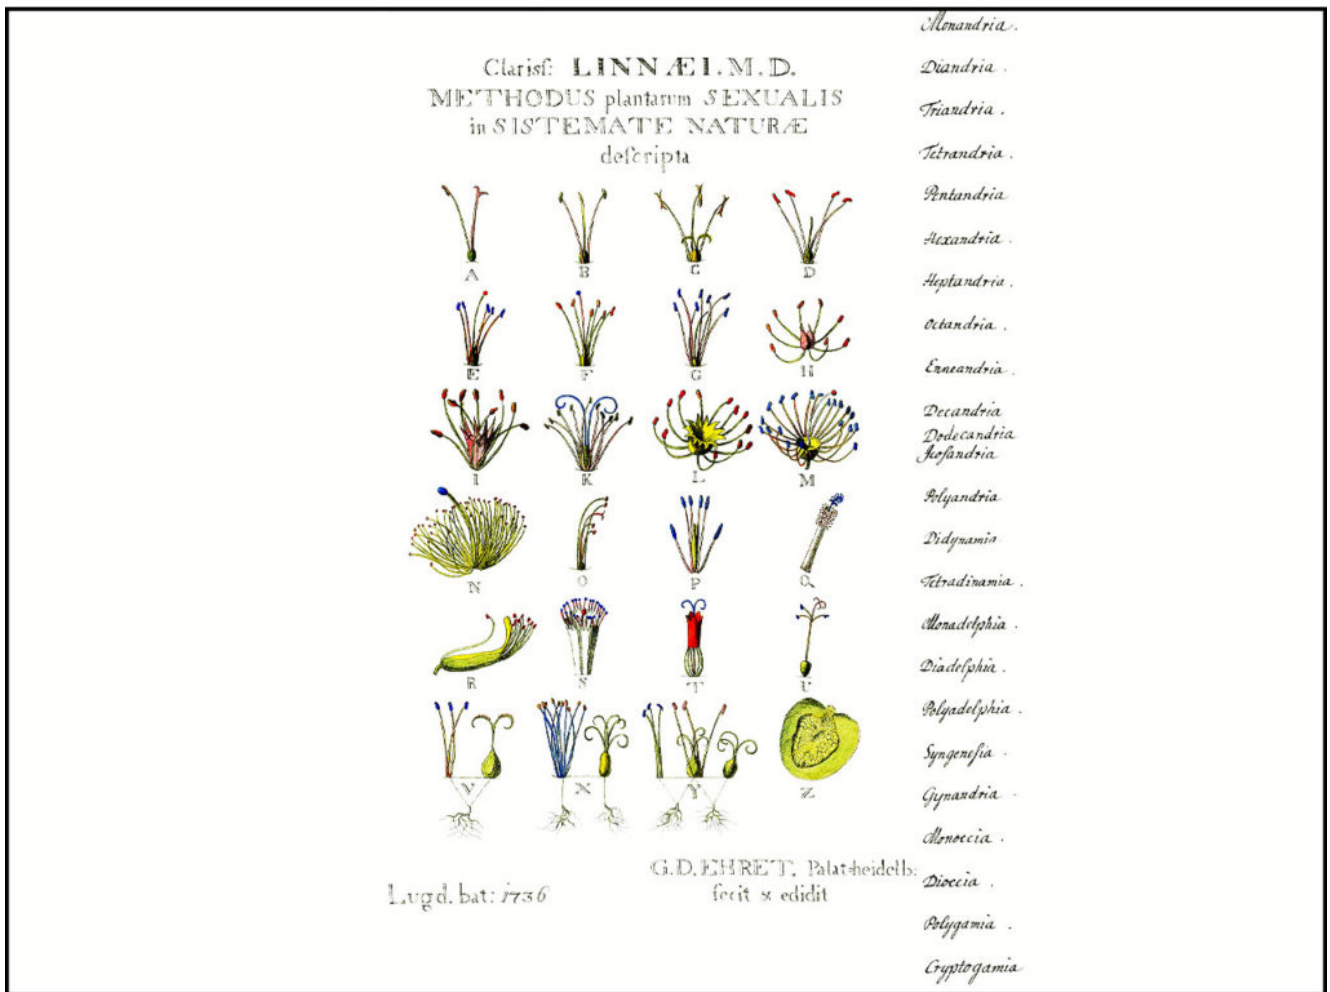 Clarisſ: LINNÆI. M. D.
METHODUS plantarum SEXUALIS
in SISTEMATE NATURÆ
deſcripta
A B C D
E F G H
I K L M
N O P Q
R S T U
V X Y Z
Lugd. bat: 1736
G. D. EHRET. Palat-heidelb:
fecit & edidit
Monandria.
Diandria.
Triandria.
Tetrandria.
Pentandria
Hexandria.
Heptandria.
Octandria.
Enneandria.
Decandria
Dodecandria
Jcosandria
Polyandria
Didynamia
Tetradinamia.
Monadelphia.
Diadelphia.
Polyadelphia.
Syngeneſia.
Gynandria.
Monoecia.
Dioecia.
Polygamia.
Cryptogamia